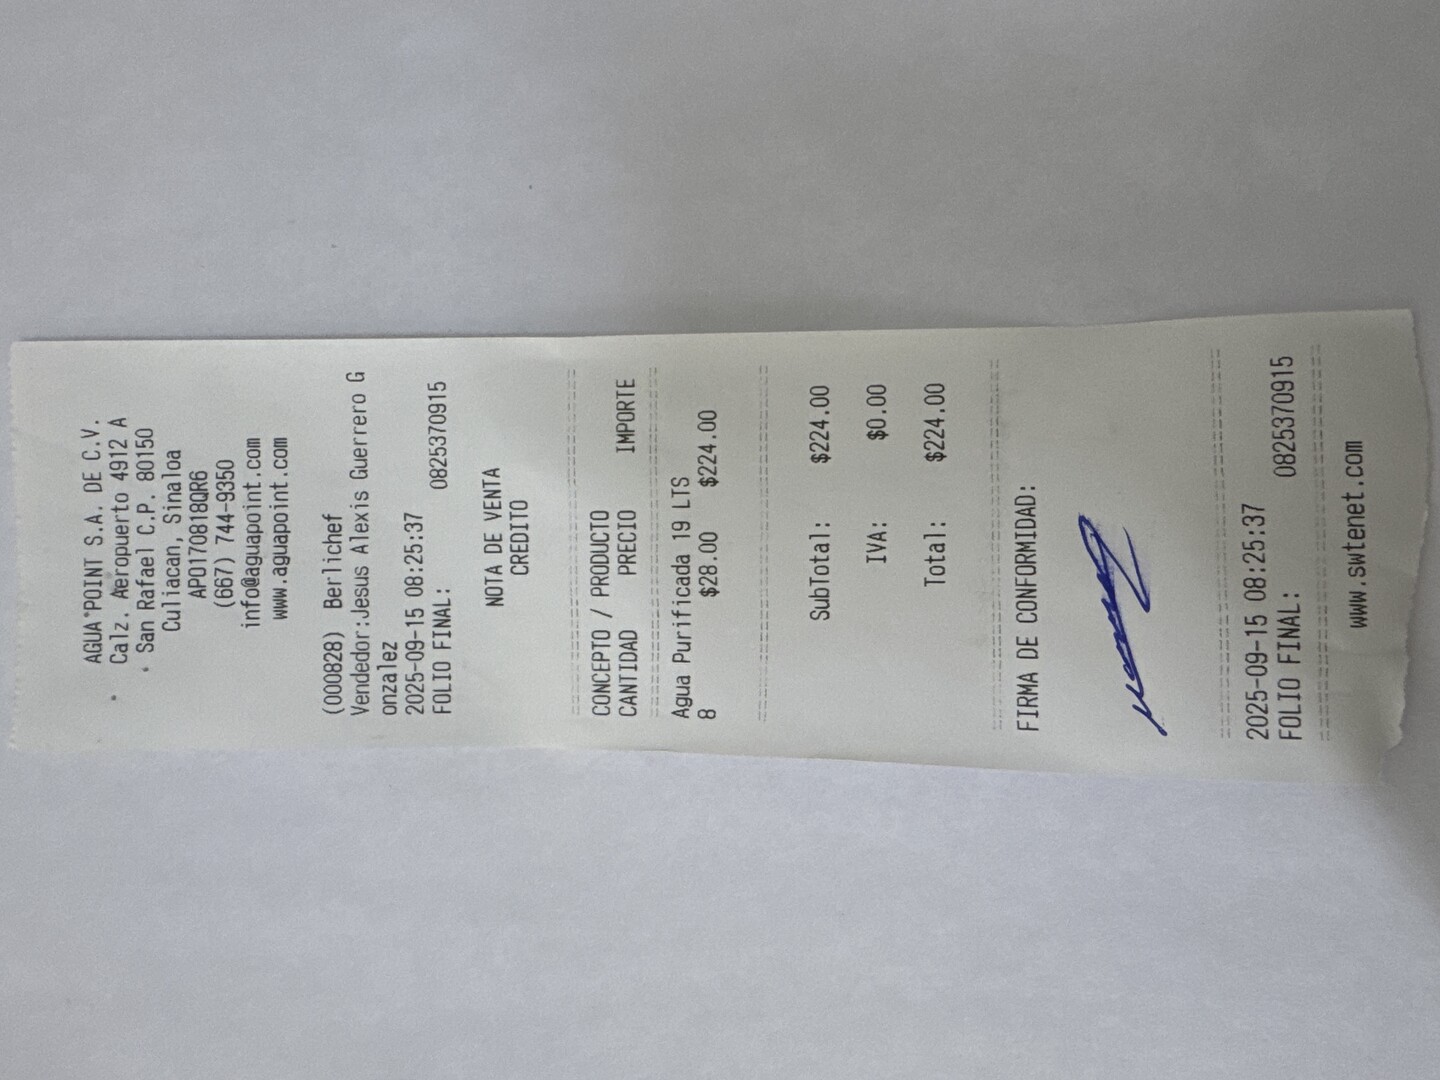 AGUA POINT S.A. DE C.V.
Calz. Aeropuerto 4912 A
San Rafael C.P. 80150
Culiacan, Sinaloa
APO170818QR6
(667) 744-9350
info@aguapoint.com
www.aguapoint.com
(000828) Berlichef
Vendedor:Jesus Alexis Guerrero G
onzalez
2025-09-15 08:25:37
FOLIO FINAL: 0825370915
NOTA DE VENTA
CREDITO
CONCEPTO / PRODUCTO
CANTIDAD PRECIO IMPORTE
Agua Purificada 19 LTS
8 $28.00 $224.00
SubTotal: $224.00
IVA: $0.00
Total: $224.00
FIRMA DE CONFORMIDAD:
2025-09-15 08:25:37
FOLIO FINAL: 0825370915
www.swtenet.com